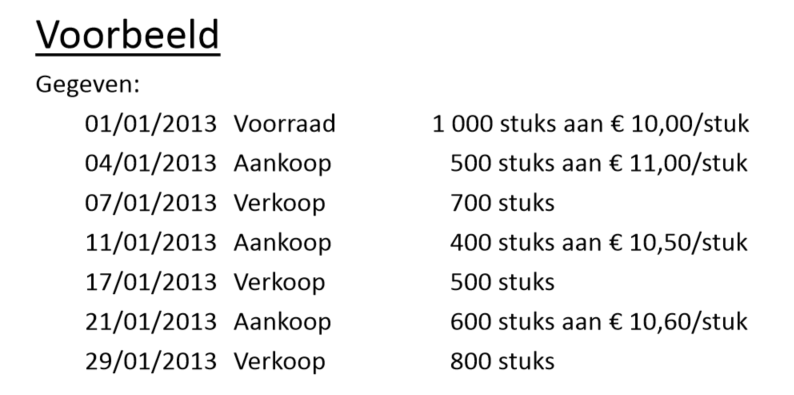 Voorbeeld
Gegeven:
01/01/2013 Voorraad 1 000 stuks aan € 10,00/stuk
04/01/2013 Aankoop 500 stuks aan € 11,00/stuk
07/01/2013 Verkoop 700 stuks
11/01/2013 Aankoop 400 stuks aan € 10,50/stuk
17/01/2013 Verkoop 500 stuks
21/01/2013 Aankoop 600 stuks aan € 10,60/stuk
29/01/2013 Verkoop 800 stuks